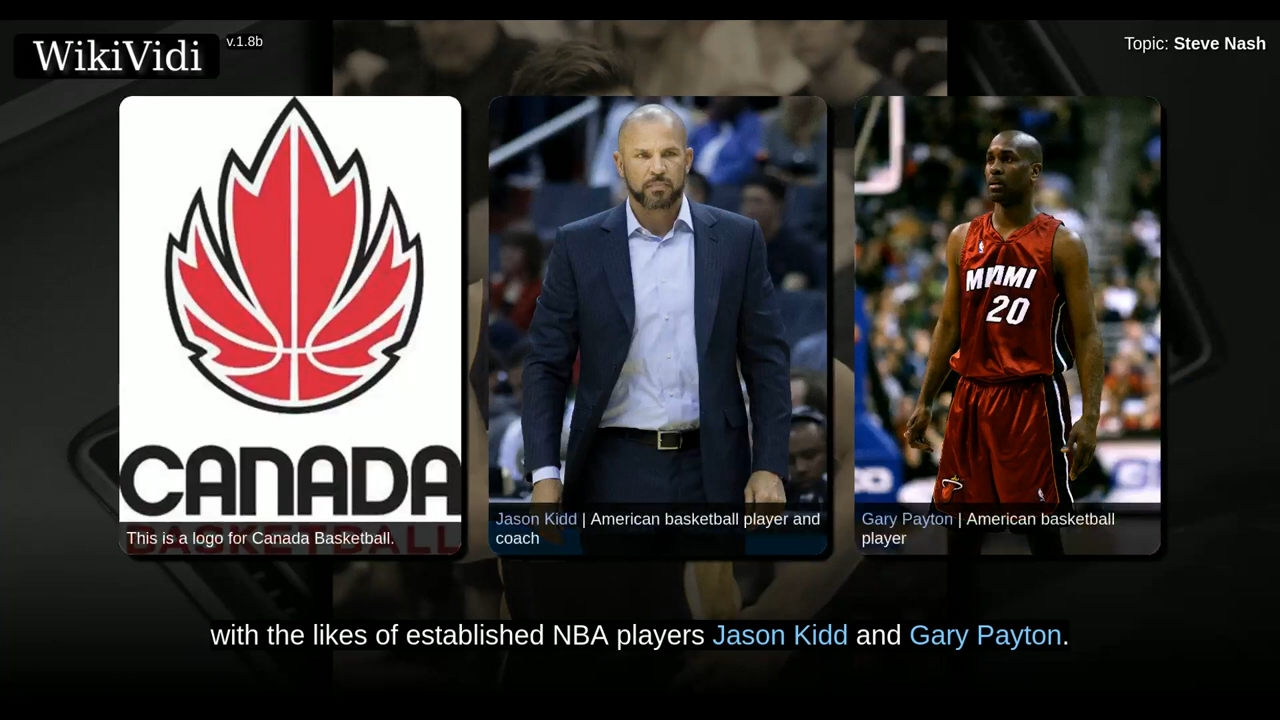 WikiVidi
v.1.8b
Topic: Steve Nash
CANADA
BASKETBALL
This is a logo for Canada Basketball.
Jason Kidd | American basketball player and
coach
MIAMI
20
Gary Payton | American basketball
player
with the likes of established NBA players Jason Kidd and Gary Payton.